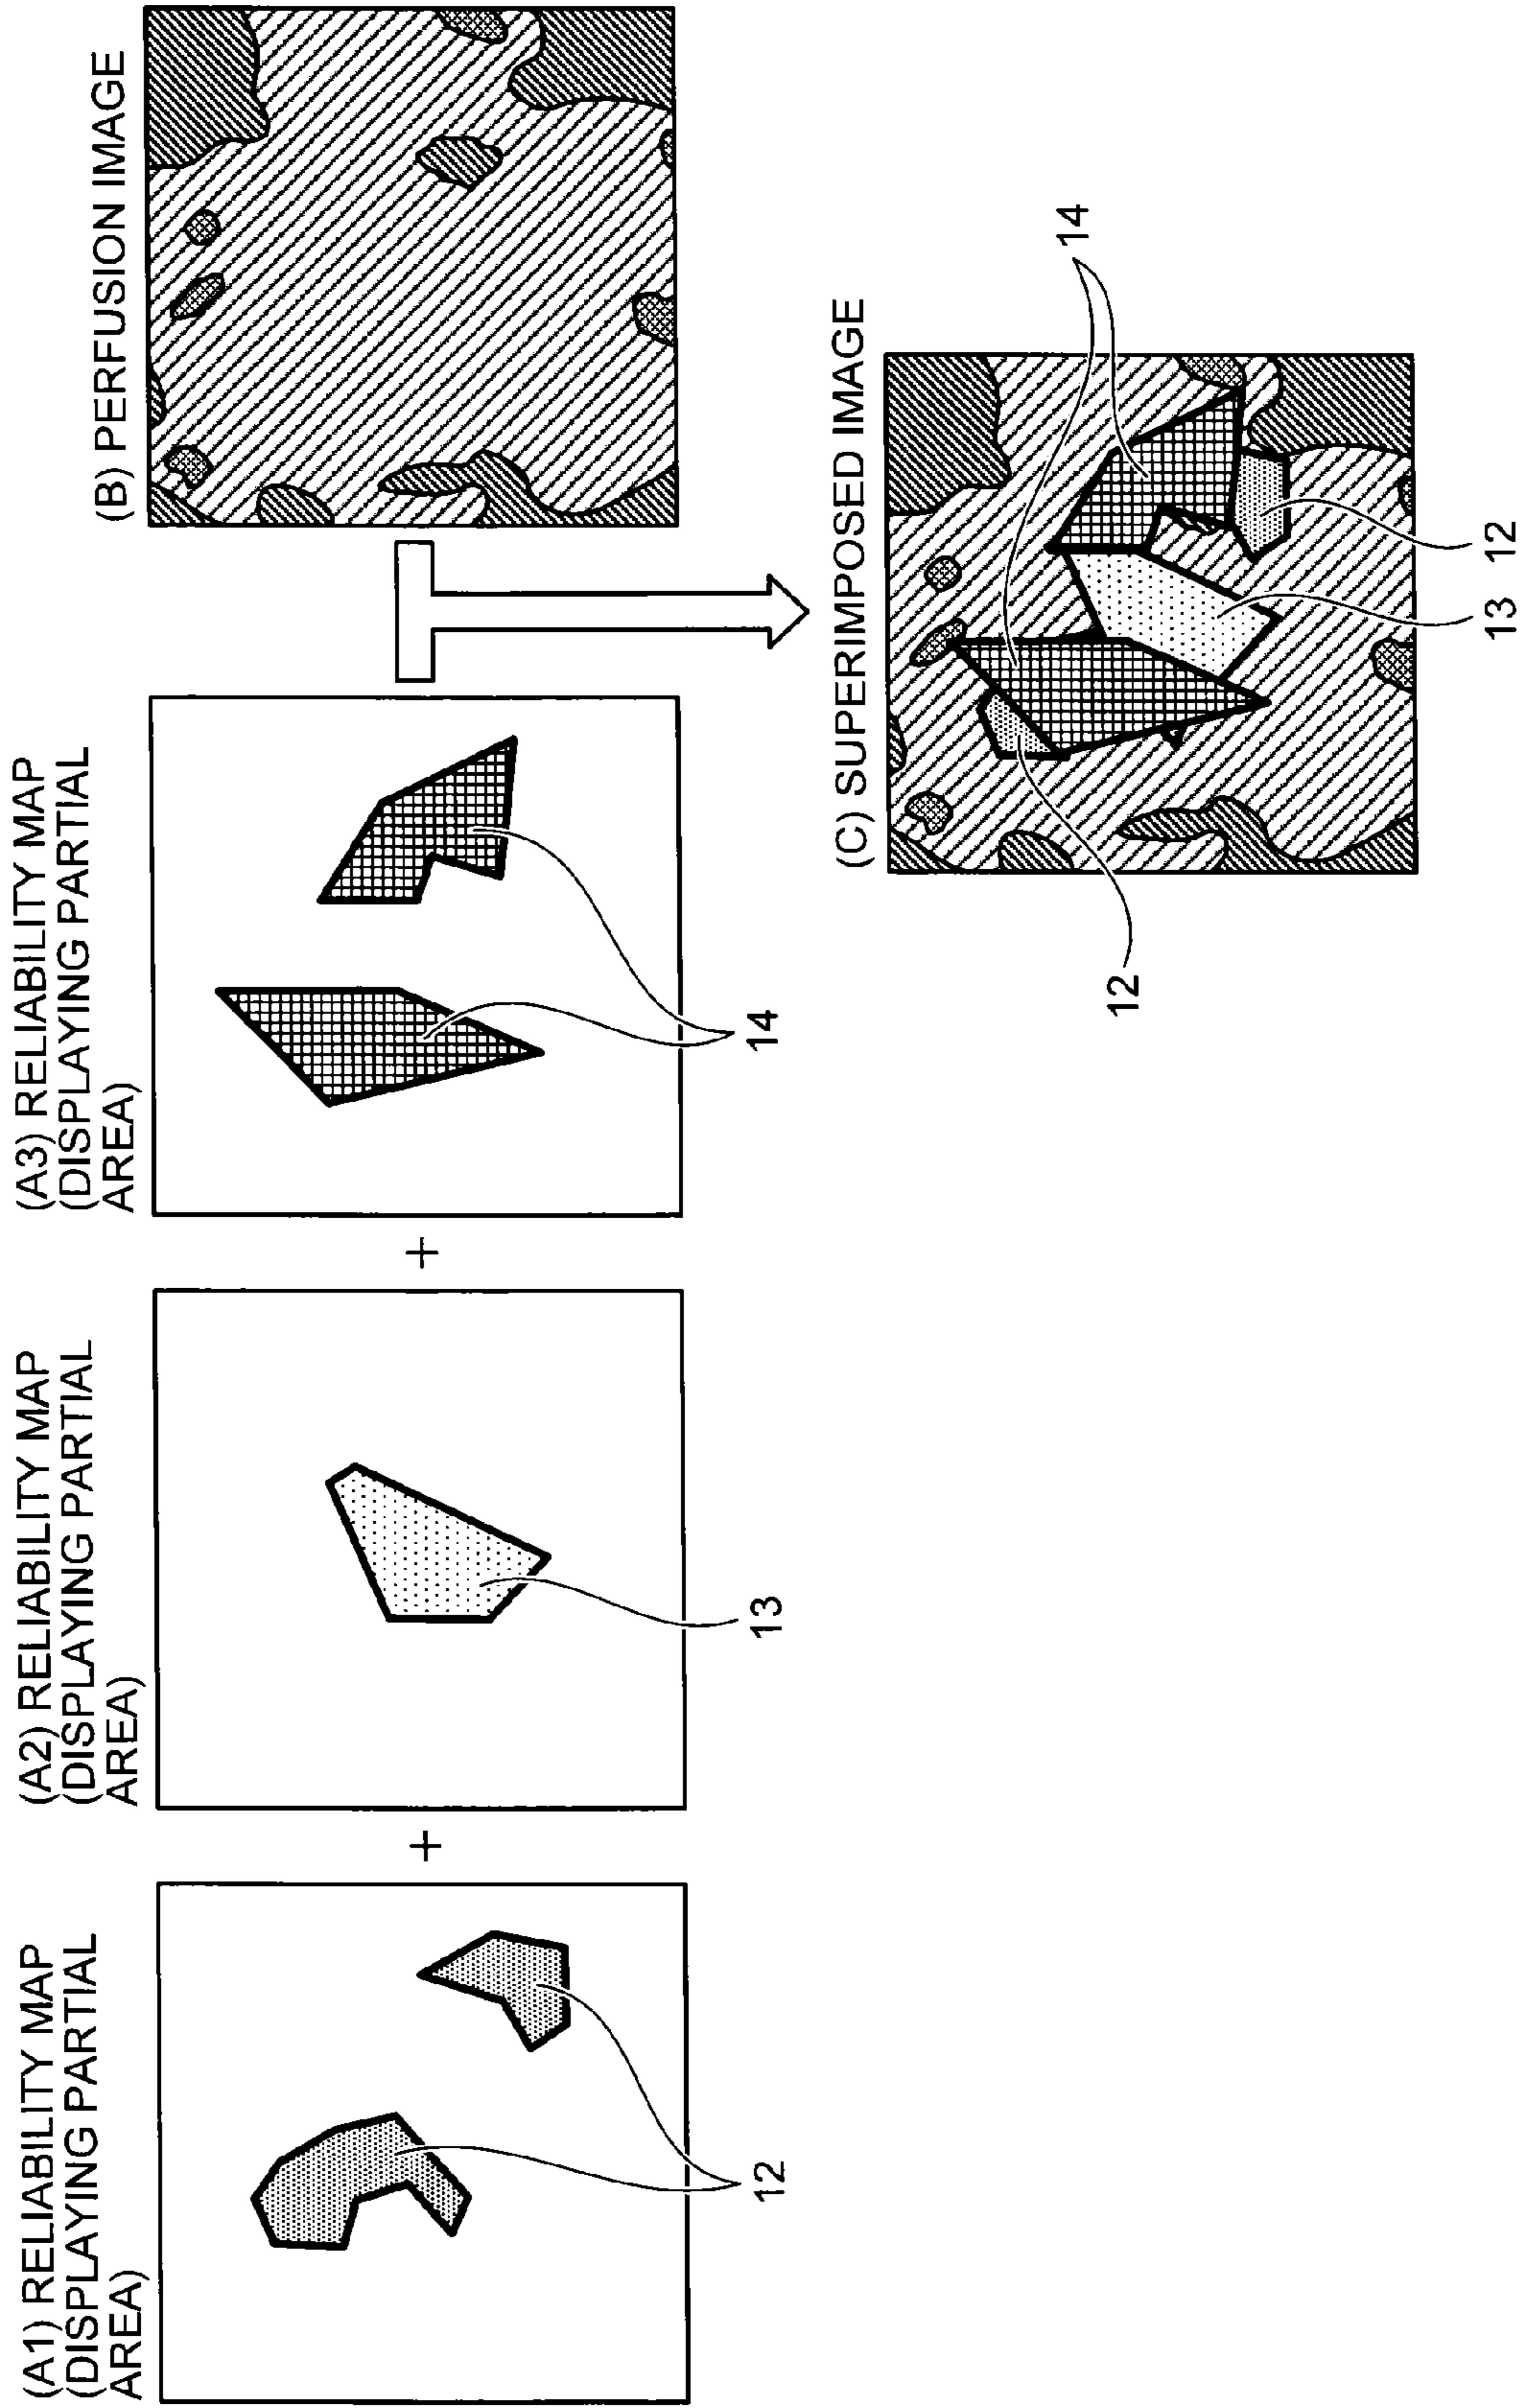 (A1) RELIABILITY MAP
(DISPLAYING PARTIAL
AREA)
12
+
(A2) RELIABILITY MAP
(DISPLAYING PARTIAL
AREA)
13
+
(A3) RELIABILITY MAP
(DISPLAYING PARTIAL
AREA)
14
(B) PERFUSION IMAGE
(C) SUPERIMPOSED IMAGE
14
12
13
12